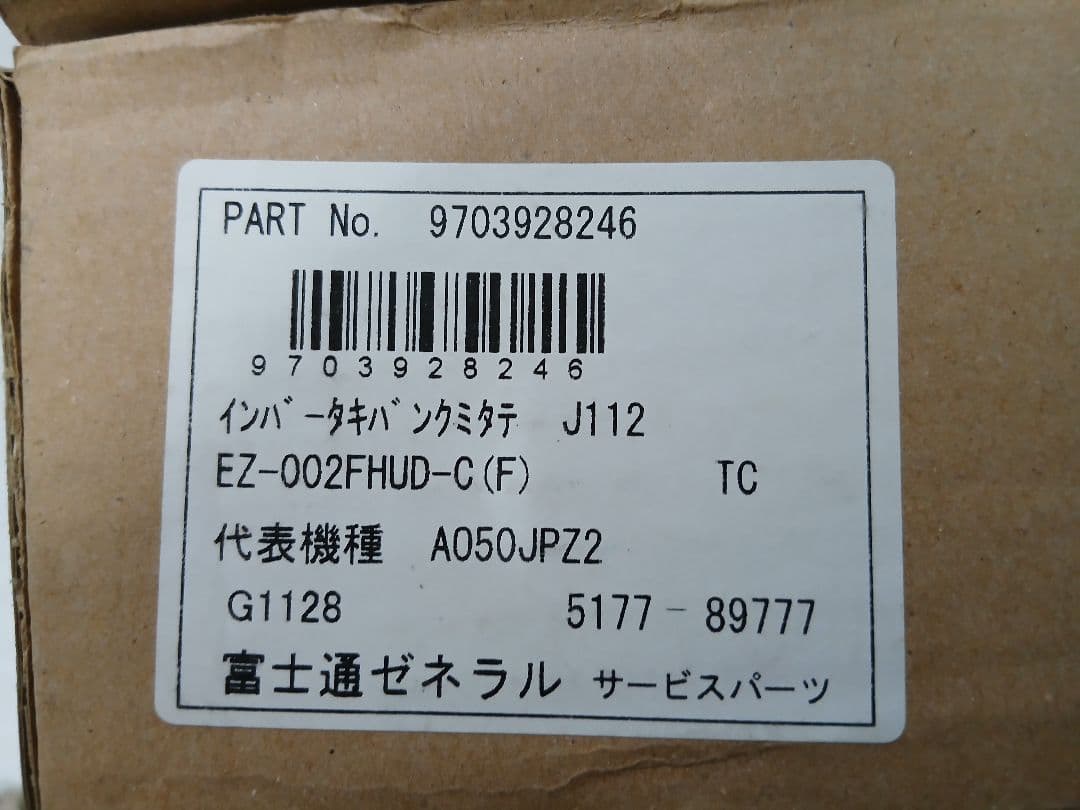 PART No. 9703928246
9703928246
ｲﾝﾊﾞｰﾀｷﾊﾞﾝｸﾐﾀﾃ J112
EZ-002FHUD-C(F) TC
代表機種 AO50JPZ2
G1128 5177-89777
富士通ゼネラル サービスパーツ